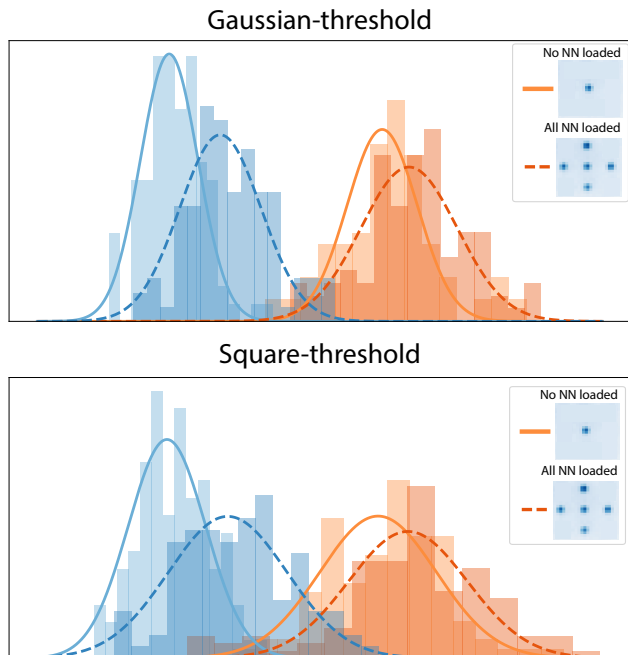 Gaussian-threshold
No NN loaded
All NN loaded
Square-threshold
No NN loaded
All NN loaded